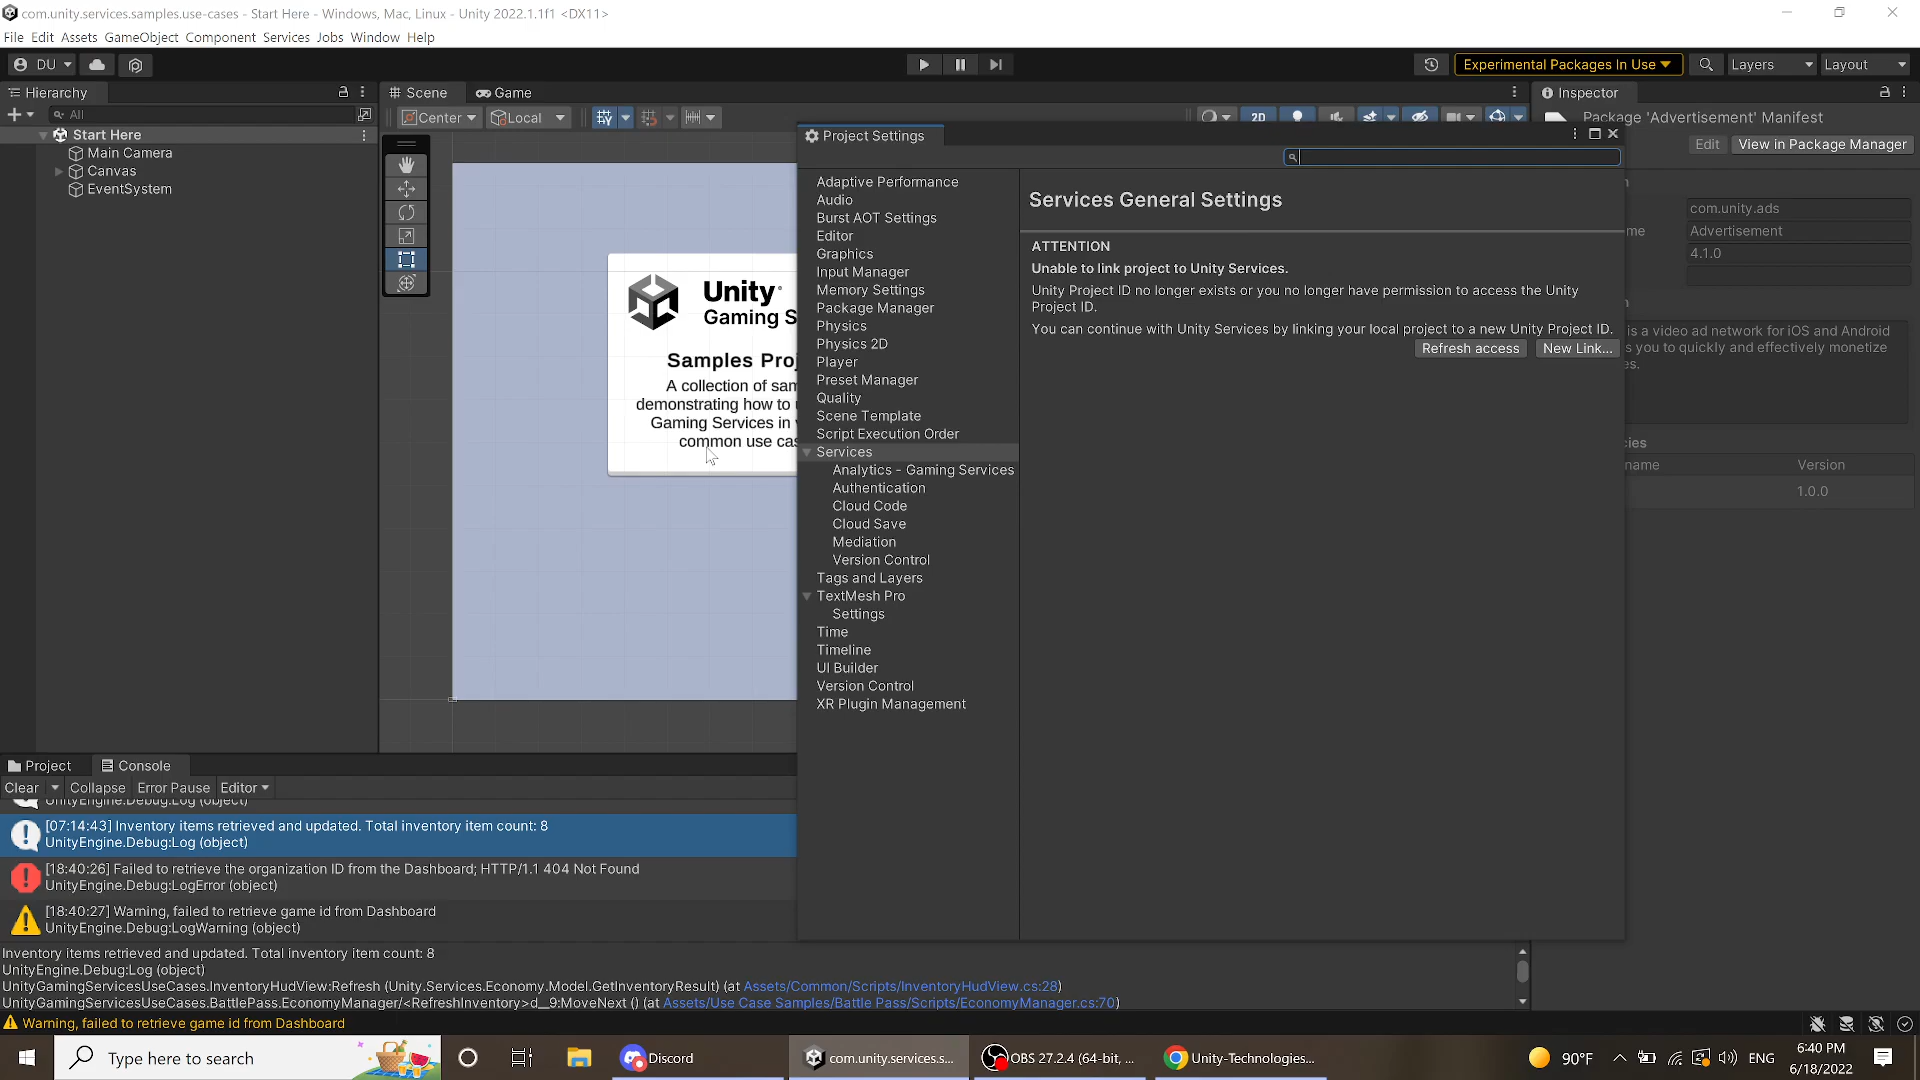 com.unity.services.samples.use-cases - Start Here - Windows, Mac, Linux - Unity 2022.1.1f1 <DX11>
File Edit Assets GameObject Component Services Jobs Window Help
DU
Experimental Packages In Use
Layers
Layout
Hierarchy
Scene
Game
Inspector
All
Center
Local
2D
Package 'Advertisement' Manifest
Edit
View in Package Manager
Start Here
Main Camera
Canvas
EventSystem
Project Settings
Adaptive Performance
Audio
Burst AOT Settings
Editor
Graphics
Input Manager
Memory Settings
Package Manager
Physics
Physics 2D
Player
Preset Manager
Quality
Scene Template
Script Execution Order
Services
Analytics - Gaming Services
Authentication
Cloud Code
Cloud Save
Mediation
Version Control
Tags and Layers
TextMesh Pro
Settings
Time
Timeline
UI Builder
Version Control
XR Plugin Management
Services General Settings
ATTENTION
Unable to link project to Unity Services.
Unity Project ID no longer exists or you no longer have permission to access the Unity
Project ID.
You can continue with Unity Services by linking your local project to a new Unity Project ID.
Refresh access
New Link...
com.unity.ads
me
Advertisement
4.1.0
is a video ad network for iOS and Android
s you to quickly and effectively monetize
es.
cies
name
Version
1.0.0
Unity
Gaming S
Samples Proj
A collection of sam
demonstrating how to
Gaming Services in
common use cas
Project
Console
Clear
Collapse
Error Pause
Editor
UnityEngine.Debug:Log (object)
[07:14:43] Inventory items retrieved and updated. Total inventory item count: 8
UnityEngine.Debug:Log (object)
[18:40:26] Failed to retrieve the organization ID from the Dashboard; HTTP/1.1 404 Not Found
UnityEngine.Debug:LogError (object)
[18:40:27] Warning, failed to retrieve game id from Dashboard
UnityEngine.Debug:LogWarning (object)
Inventory items retrieved and updated. Total inventory item count: 8
UnityEngine.Debug:Log (object)
UnityGamingServicesUseCases.InventoryHudView:Refresh (Unity.Services.Economy.Model.GetInventoryResult) (at Assets/Common/Scripts/InventoryHudView.cs:28)
UnityGamingServicesUseCases.BattlePass.EconomyManager/<RefreshInventory>d__9:MoveNext () (at Assets/Use Case Samples/Battle Pass/Scripts/EconomyManager.cs:70)
Warning, failed to retrieve game id from Dashboard
Type here to search
Discord
com.unity.services.s...
OBS 27.2.4 (64-bit, ...
Unity-Technologies...
90°F
ENG
6:40 PM
6/18/2022